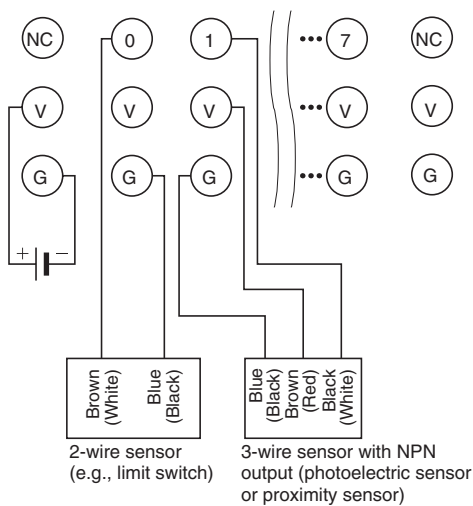 NC 0 1 ••• 7 NC
V V V ••• V V
G G G ••• G G
+ −
Brown
(White)
Blue
(Black)
Blue
(Black)
Brown
(Red)
Black
(White)
2-wire sensor
(e.g., limit switch)
3-wire sensor with NPN
output (photoelectric sensor
or proximity sensor)